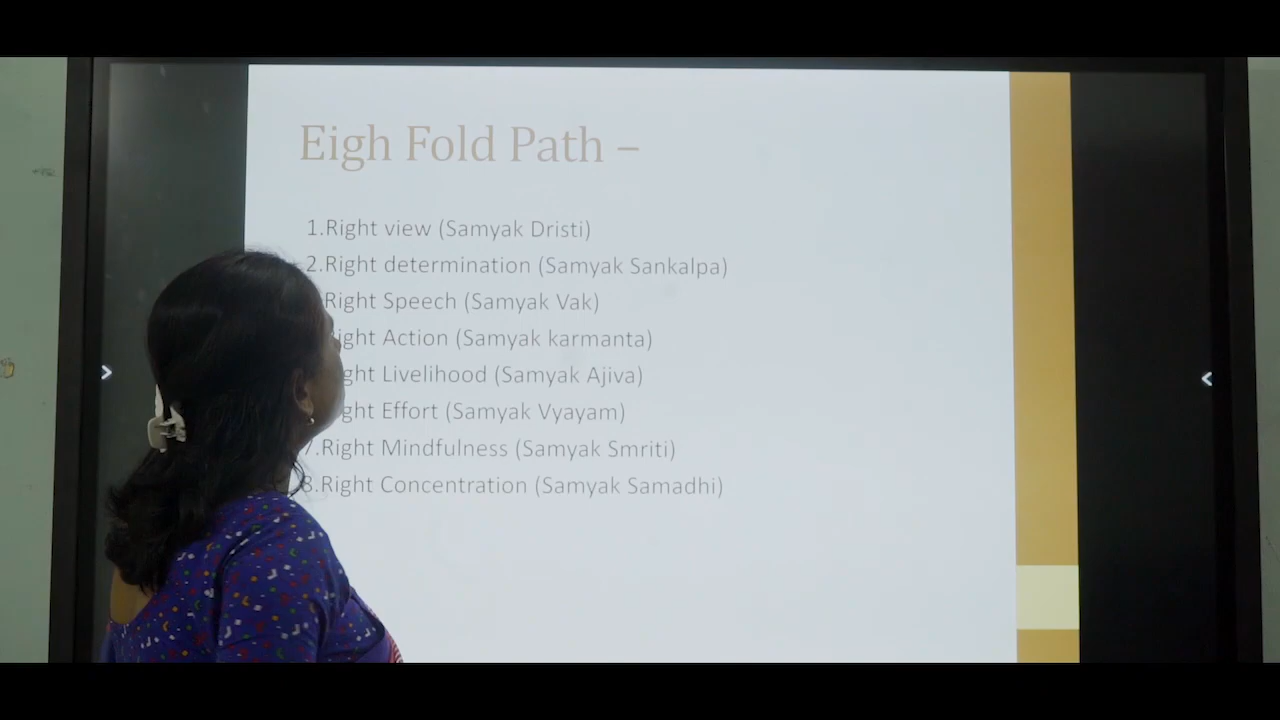 Eigh Fold Path –
1.Right view (Samyak Dristi)
2.Right determination (Samyak Sankalpa)
Right Speech (Samyak Vak)
ight Action (Samyak karmanta)
ght Livelihood (Samyak Ajiva)
ght Effort (Samyak Vyayam)
7.Right Mindfulness (Samyak Smriti)
8.Right Concentration (Samyak Samadhi)